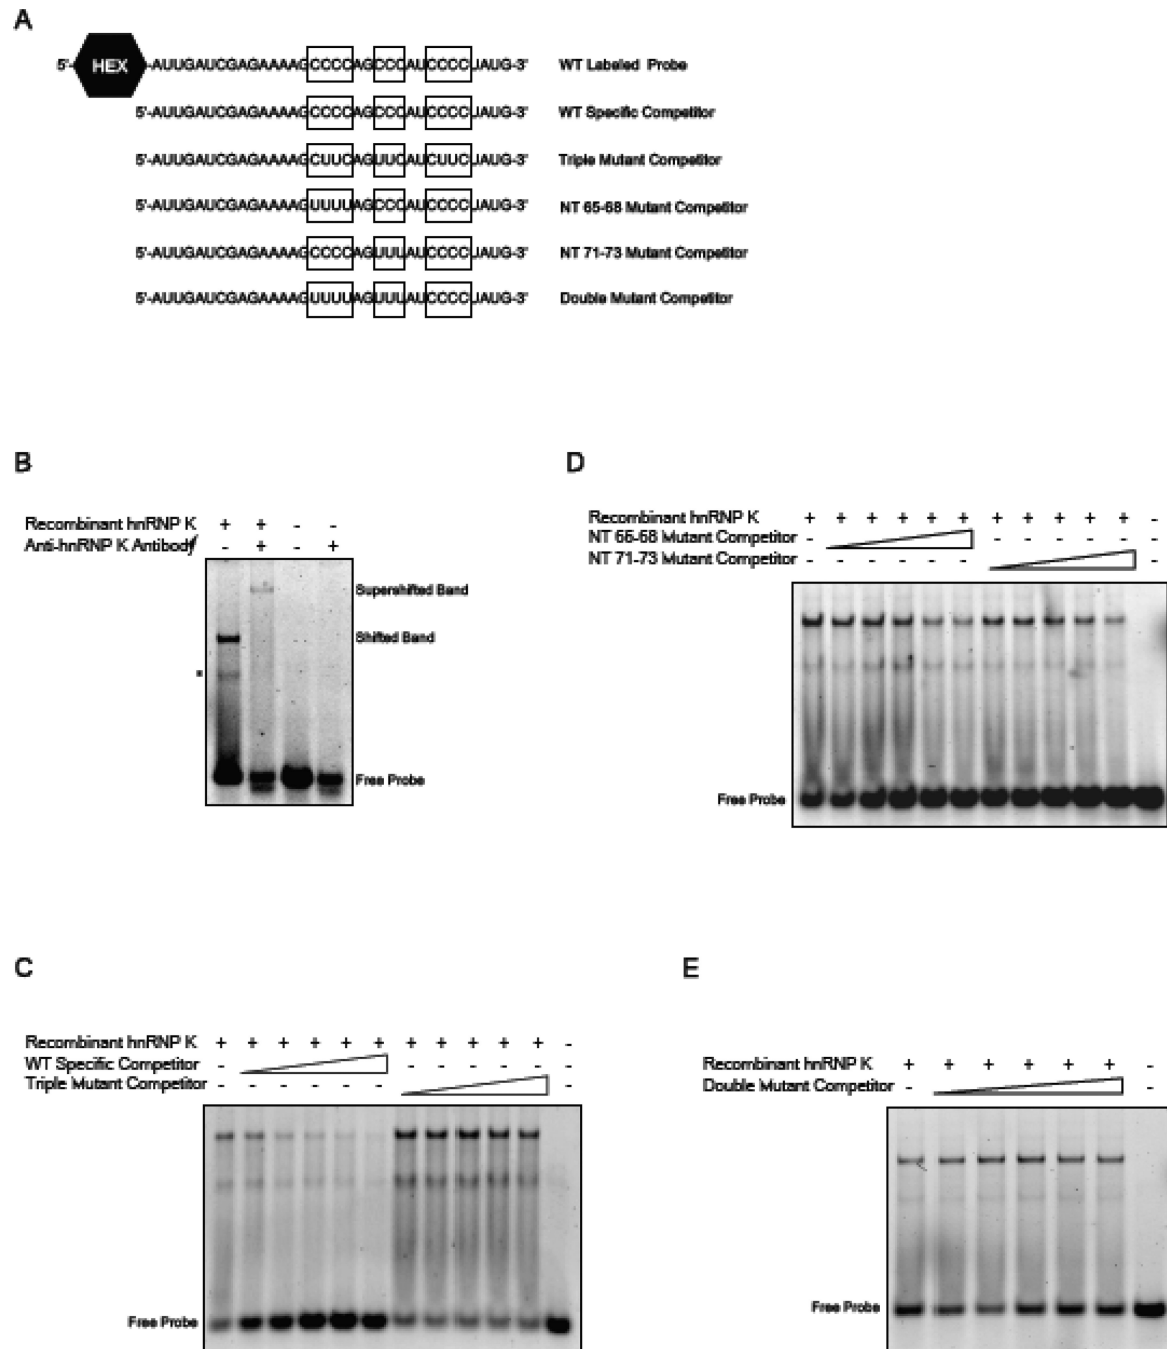 A
5'- HEX -AUUGAUCGAGAAAAGCCCCAGCCCAUCCCCUAUG-3' WT Labeled Probe
5'-AUUGAUCGAGAAAAGCCCCAGCCCAUCCCCUAUG-3' WT Specific Competitor
5'-AUUGAUCGAGAAAAGCUUCAGUUCAUCUUCUAUG-3' Triple Mutant Competitor
5'-AUUGAUCGAGAAAAGUUUUAGCCCAUCCCCUAUG-3' NT 65-68 Mutant Competitor
5'-AUUGAUCGAGAAAAGCCCCAGUUUAUCCCCUAUG-3' NT 71-73 Mutant Competitor
5'-AUUGAUCGAGAAAAGUUUUAGUUUAUCCCCUAUG-3' Double Mutant Competitor
B
Recombinant hnRNP K + + - -
Anti-hnRNP K Antibody - + - +
Supershifted Band
Shifted Band
*
Free Probe
D
Recombinant hnRNP K + + + + + + + + + + + -
NT 65-68 Mutant Competitor - - - - - - -
NT 71-73 Mutant Competitor - - - - - - -
Free Probe
C
Recombinant hnRNP K + + + + + + + + + + + -
WT Specific Competitor - - - - - - -
Triple Mutant Competitor - - - - - - -
Free Probe
E
Recombinant hnRNP K + + + + + + -
Double Mutant Competitor - -
Free Probe